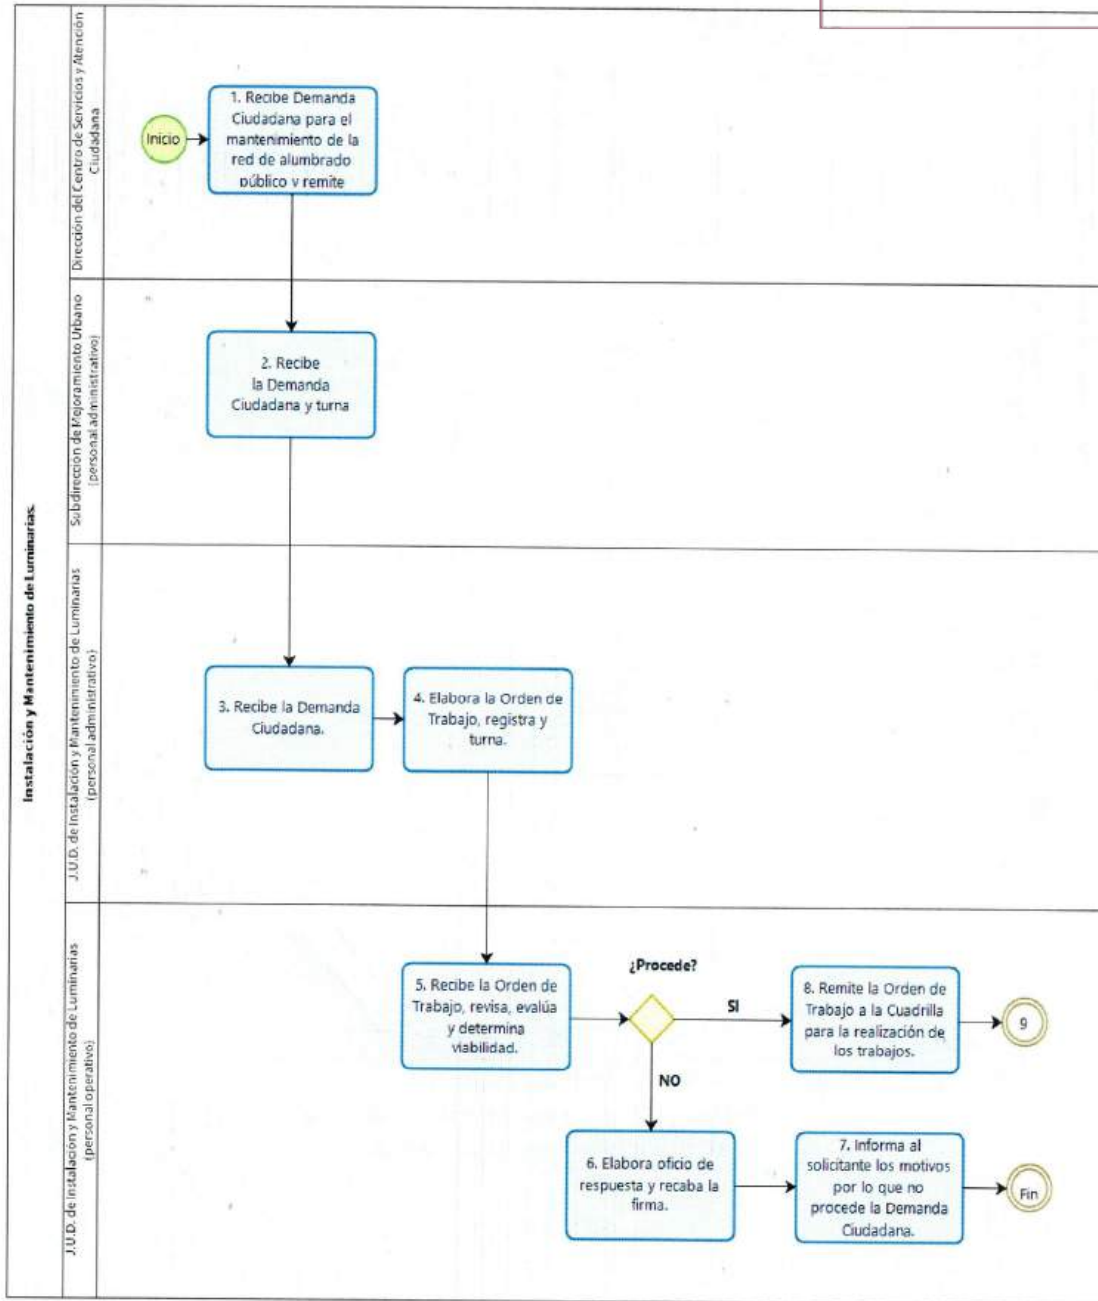 Instalación y Mantenimiento de Luminarias.
Dirección del Centro de Servicios y Atención
Ciudadana
Inicio
1. Recibe Demanda
Ciudadana para el
mantenimiento de la
red de alumbrado
público y remite
Subdirección de Mejoramiento Urbano
(personal administrativo)
2. Recibe
la Demanda
Ciudadana y turna
J.U.D. de Instalación y Mantenimiento de Luminarias
(personal administrativo)
3. Recibe la Demanda
Ciudadana.
4. Elabora la Orden de
Trabajo, registra y
turna.
J.U.D. de Instalación y Mantenimiento de Luminarias
(personal operativo)
5. Recibe la Orden de
Trabajo, revisa, evalúa
y determina
viabilidad.
¿Procede?
SI
8. Remite la Orden de
Trabajo a la Cuadrilla
para la realización de
los trabajos.
9
NO
6. Elabora oficio de
respuesta y recaba la
firma.
7. Informa al
solicitante los motivos
por lo que no
procede la Demanda
Ciudadana.
Fin